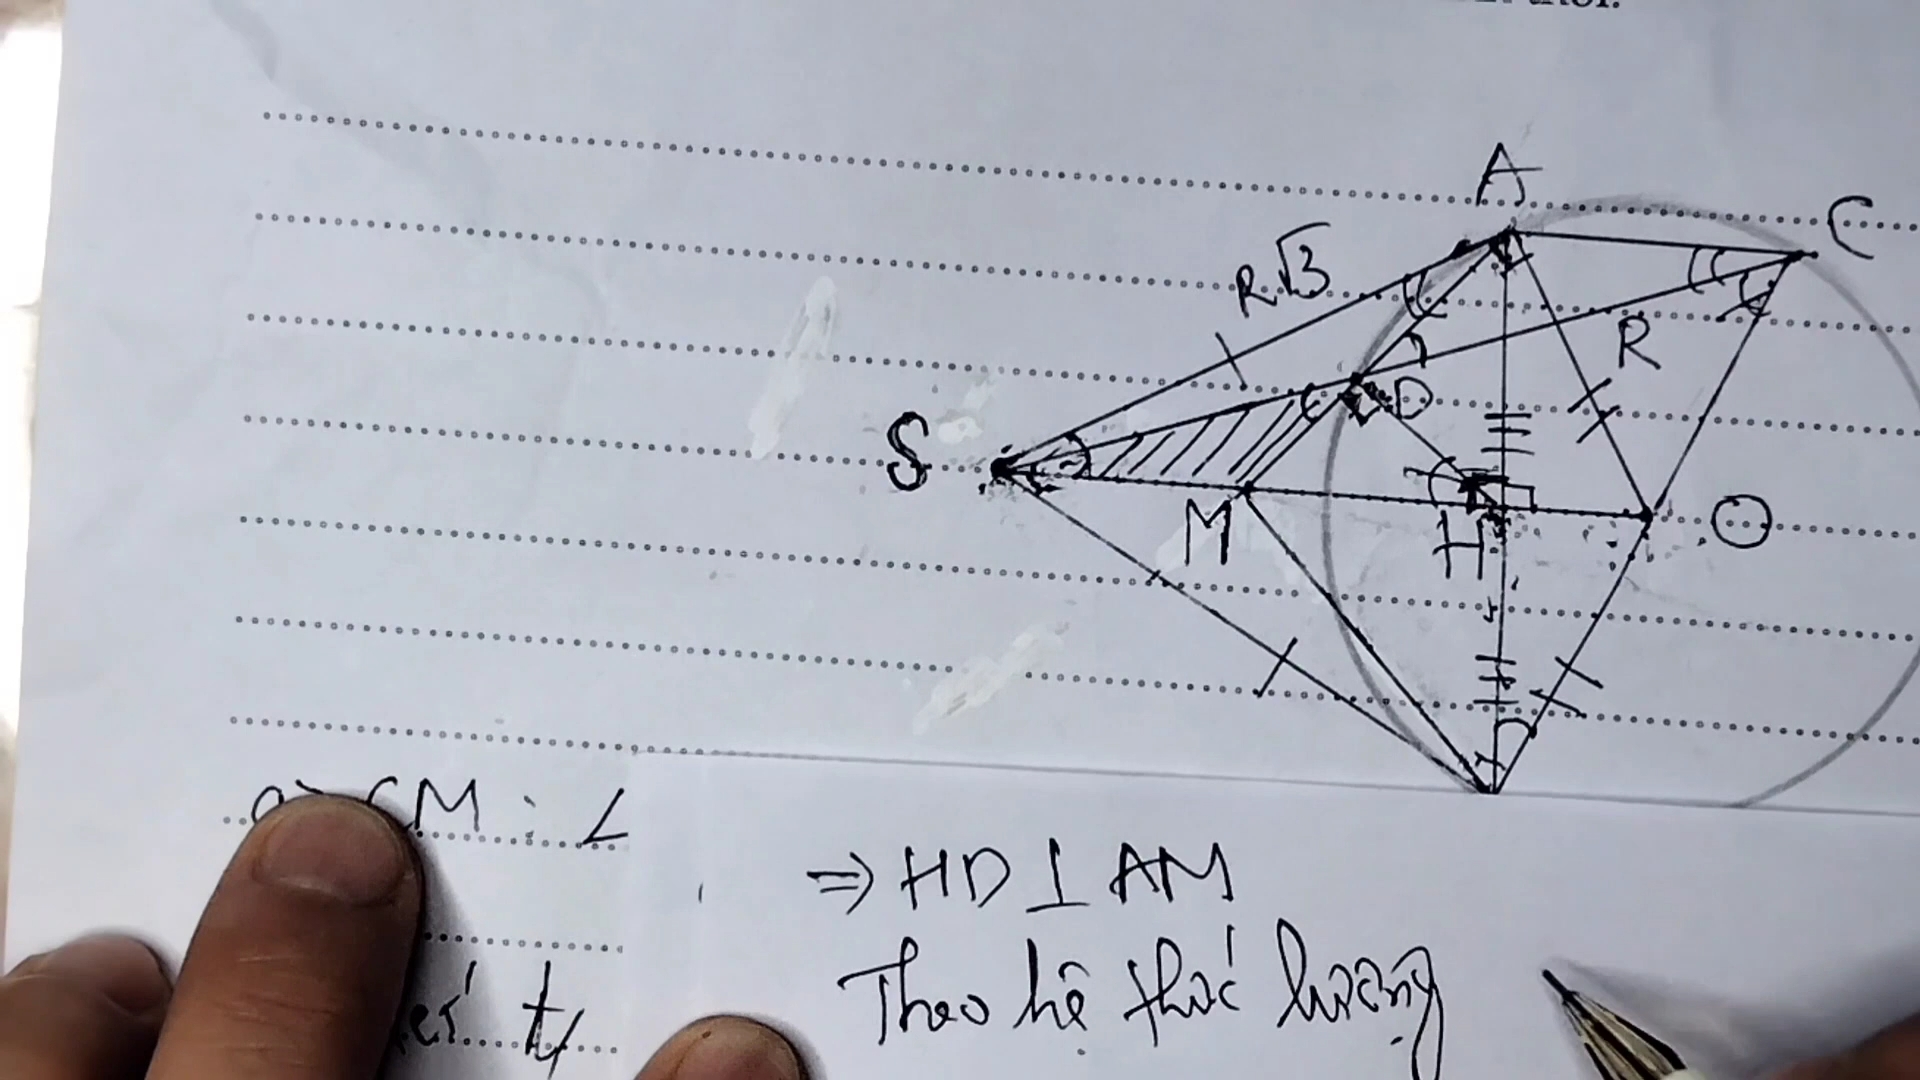 A
C
R√3
R
S
D
M
H
O
M : L
=> HD ⊥ AM
Theo hệ thức lượng